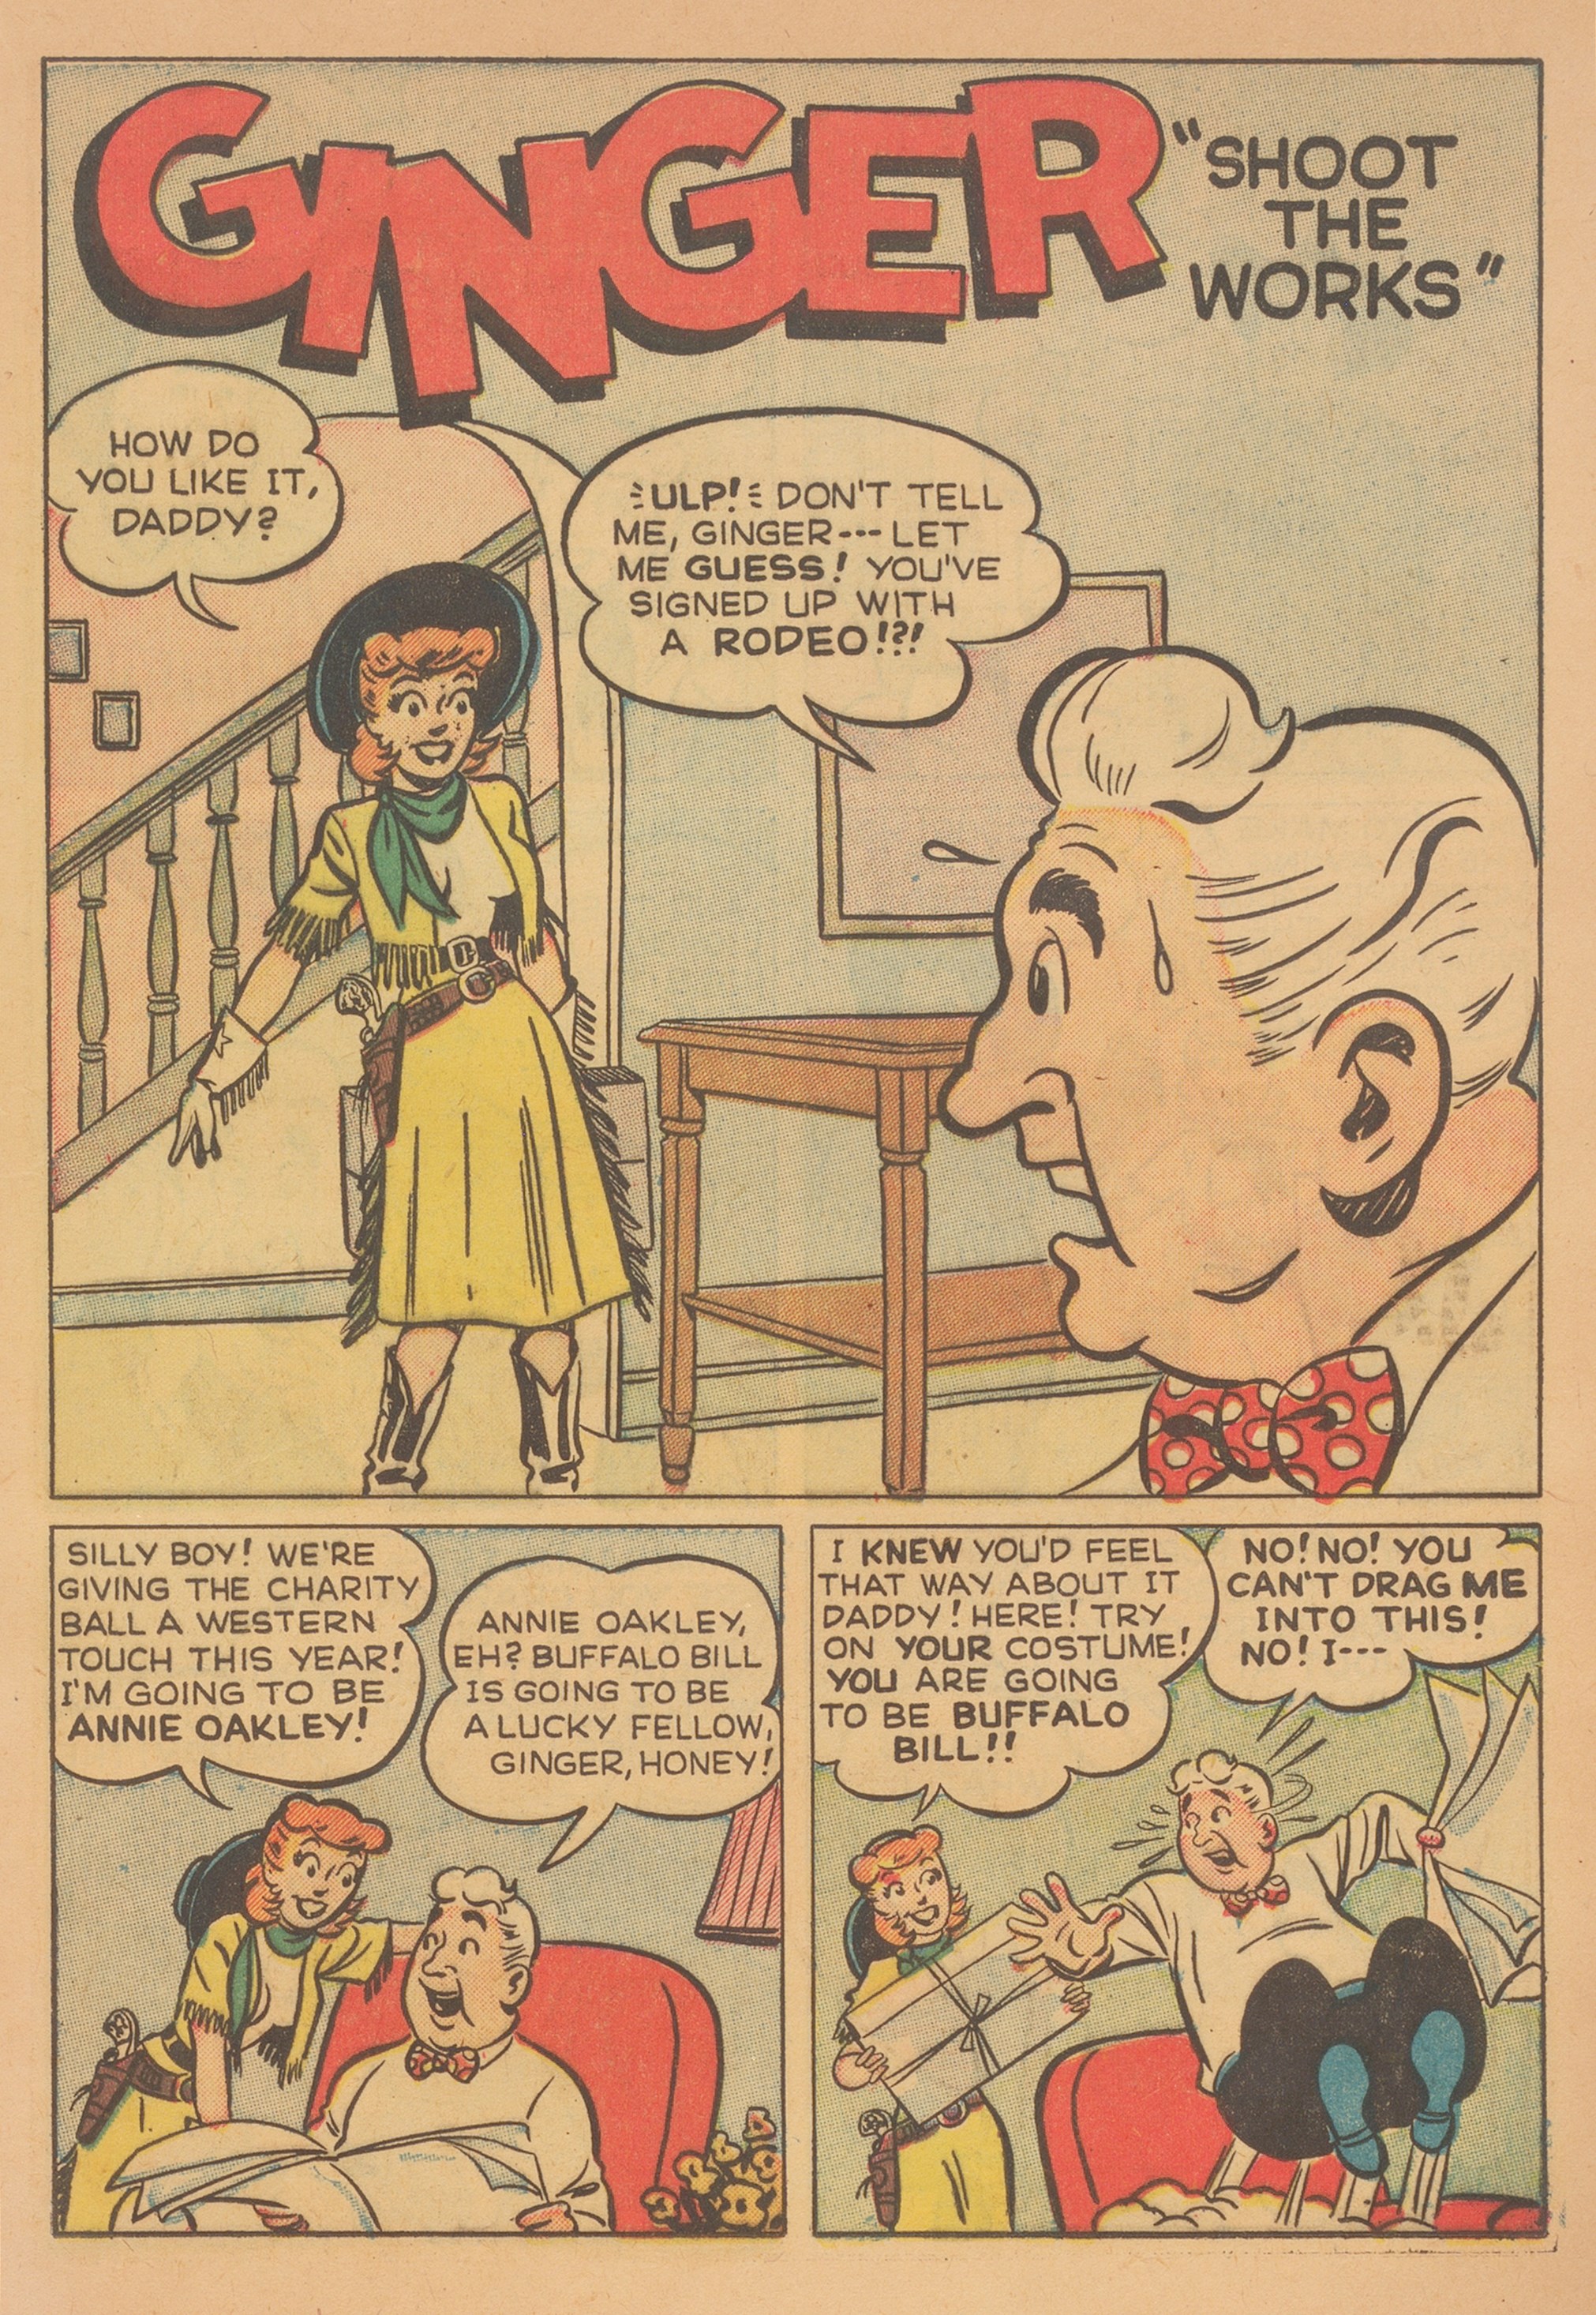 GINGER
"SHOOT
THE
WORKS"
HOW DO
YOU LIKE IT,
DADDY?
ULP! DON'T TELL
ME, GINGER---LET
ME GUESS! YOU'VE
SIGNED UP WITH
A RODEO!?!
SILLY BOY! WE'RE
GIVING THE CHARITY
BALL A WESTERN
TOUCH THIS YEAR!
I'M GOING TO BE
ANNIE OAKLEY!
ANNIE OAKLEY,
EH? BUFFALO BILL
IS GOING TO BE
A LUCKY FELLOW,
GINGER, HONEY!
I KNEW YOU'D FEEL
THAT WAY ABOUT IT
DADDY! HERE! TRY
ON YOUR COSTUME!
YOU ARE GOING
TO BE BUFFALO
BILL!!
NO! NO! YOU
CAN'T DRAG ME
INTO THIS!
NO! I---